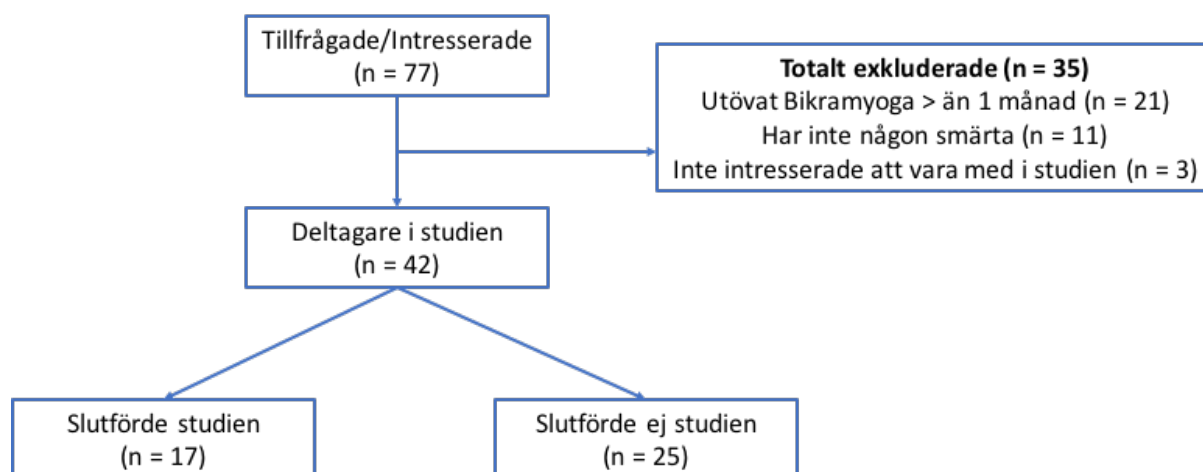 Tillfrågade/Intresserade
(n = 77)
Totalt exkluderade (n = 35)
Utövat Bikramyoga > än 1 månad (n = 21)
Har inte någon smärta (n = 11)
Inte intresserade att vara med i studien (n = 3)
Deltagare i studien
(n = 42)
Slutförde studien
(n = 17)
Slutförde ej studien
(n = 25)